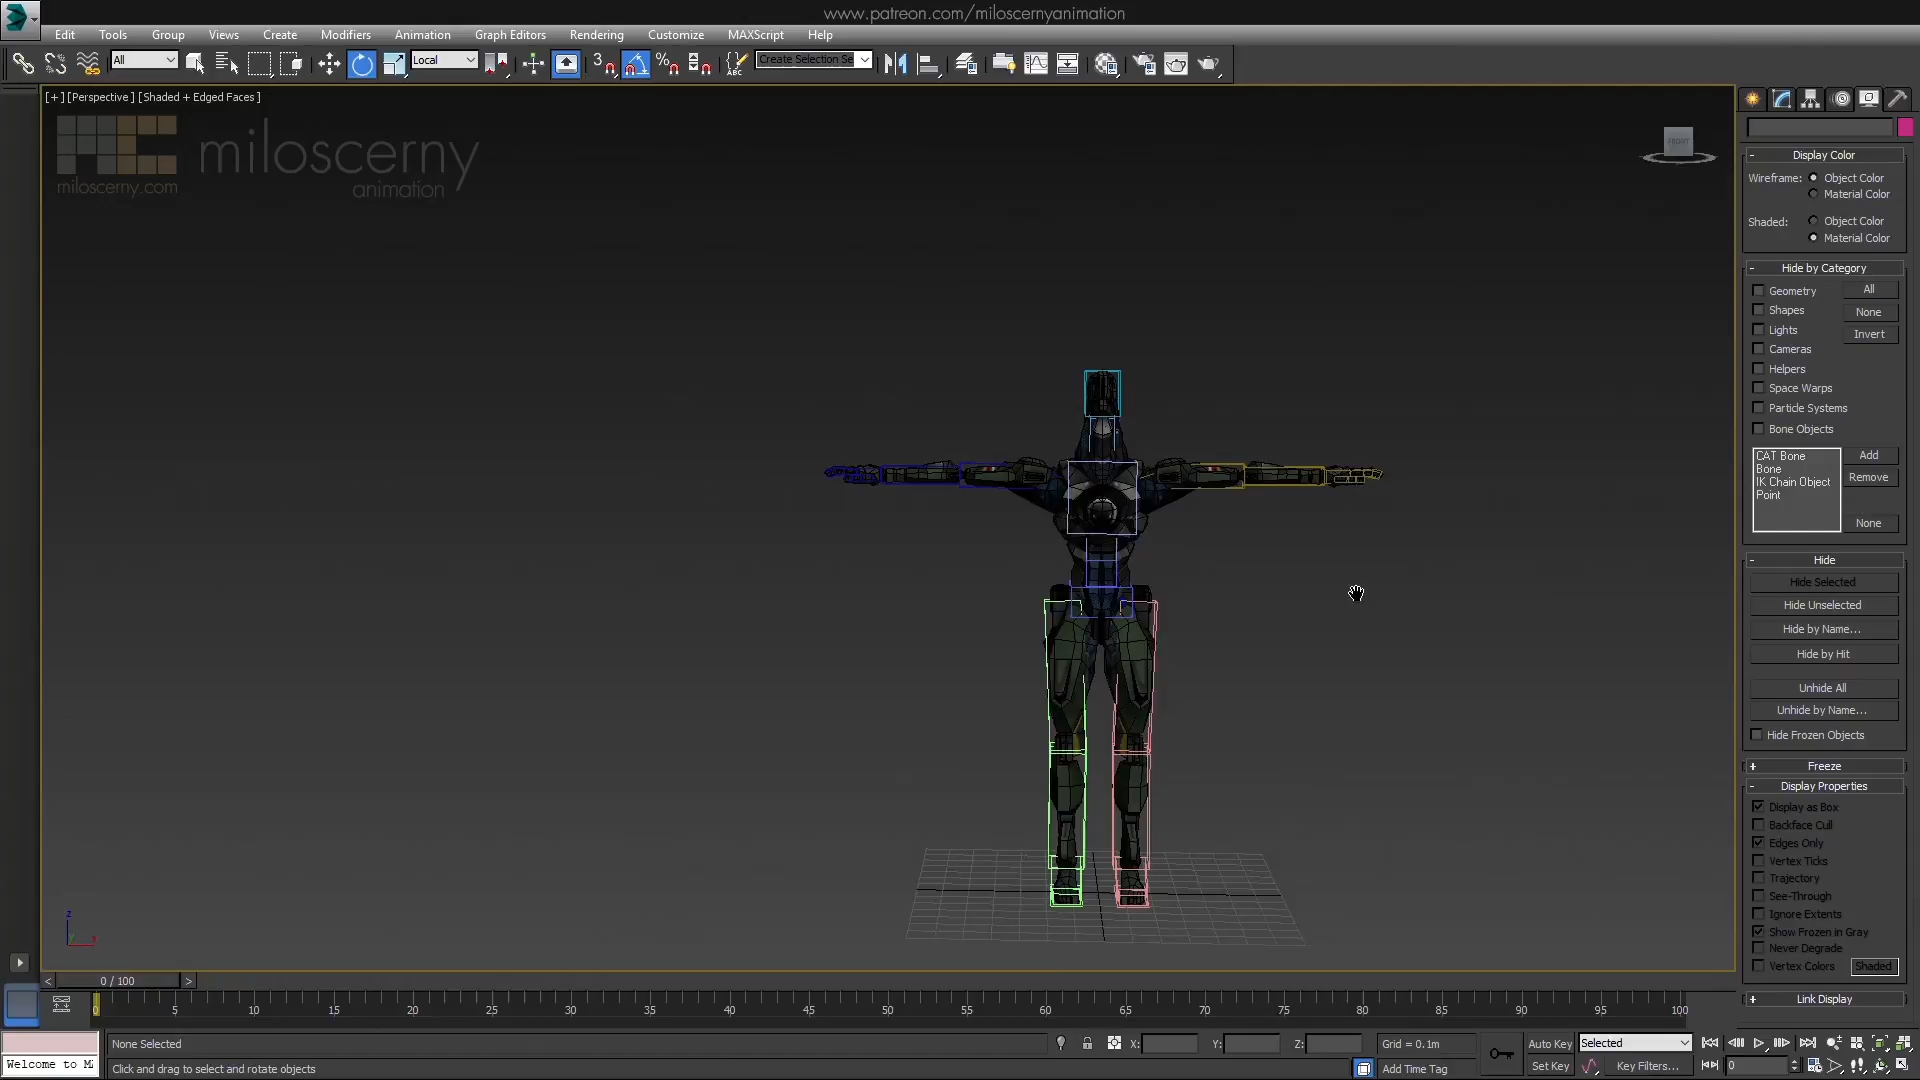 www.patreon.com/miloscernyanimation
Edit Tools Group Views Create Modifiers Animation Graph Editors Rendering Customize MAXScript Help
All
Local
3
%
ABC
Create Selection Se
[+] [Perspective] [Shaded + Edged Faces]
miloscerny
animation
miloscerny.com
FRONT
- Display Color
Wireframe: Object Color
Material Color
Shaded: Object Color
Material Color
- Hide by Category
Geometry All
Shapes None
Lights Invert
Cameras
Helpers
Space Warps
Particle Systems
Bone Objects
CAT Bone
Bone
IK Chain Object
Point
Add
Remove
None
- Hide
Hide Selected
Hide Unselected
Hide by Name...
Hide by Hit
Unhide All
Unhide by Name...
Hide Frozen Objects
+ Freeze
- Display Properties
Display as Box
Backface Cull
Edges Only
Vertex Ticks
Trajectory
See-Through
Ignore Extents
Show Frozen in Gray
Never Degrade
Vertex Colors Shaded
+ Link Display
z
y
x
< 0 / 100 >
0 5 10 15 20 25 30 35 40 45 50 55 60 65 70 75 80 85 90 95 100
None Selected X: Y: Z: Grid = 0.1m Auto Key Selected
Welcome to M
Click and drag to select and rotate objects Add Time Tag Set Key Key Filters... 0